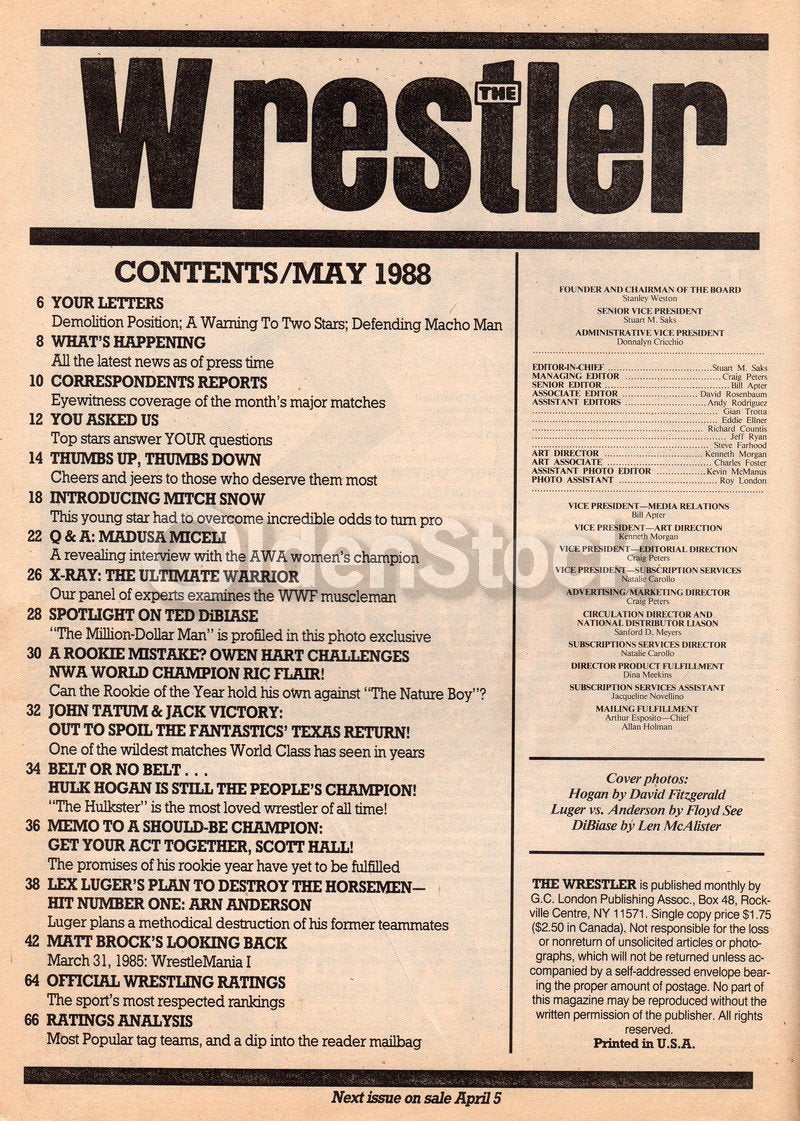 THE
Wrestler
CONTENTS/MAY 1988
6 YOUR LETTERS
Demolition Position; A Warning To Two Stars; Defending Macho Man
8 WHAT'S HAPPENING
All the latest news as of press time
10 CORRESPONDENTS REPORTS
Eyewitness coverage of the month's major matches
12 YOU ASKED US
Top stars answer YOUR questions
14 THUMBS UP, THUMBS DOWN
Cheers and jeers to those who deserve them most
18 INTRODUCING MITCH SNOW
This young star had to overcome incredible odds to turn pro
22 Q & A: MADUSA MICELI
A revealing interview with the AWA women's champion
26 X-RAY: THE ULTIMATE WARRIOR
Our panel of experts examines the WWF muscleman
28 SPOTLIGHT ON TED DiBIASE
"The Million-Dollar Man" is profiled in this photo exclusive
30 A ROOKIE MISTAKE? OWEN HART CHALLENGES
NWA WORLD CHAMPION RIC FLAIR!
Can the Rookie of the Year hold his own against "The Nature Boy"?
32 JOHN TATUM & JACK VICTORY:
OUT TO SPOIL THE FANTASTICS' TEXAS RETURN!
One of the wildest matches World Class has seen in years
34 BELT OR NO BELT . . .
HULK HOGAN IS STILL THE PEOPLE'S CHAMPION!
"The Hulkster" is the most loved wrestler of all time!
36 MEMO TO A SHOULD-BE CHAMPION:
GET YOUR ACT TOGETHER, SCOTT HALL!
The promises of his rookie year have yet to be fulfilled
38 LEX LUGER'S PLAN TO DESTROY THE HORSEMEN—
HIT NUMBER ONE: ARN ANDERSON
Luger plans a methodical destruction of his former teammates
42 MATT BROCK'S LOOKING BACK
March 31, 1985: WrestleMania I
64 OFFICIAL WRESTLING RATINGS
The sport's most respected rankings
66 RATINGS ANALYSIS
Most Popular tag teams, and a dip into the reader mailbag
FOUNDER AND CHAIRMAN OF THE BOARD
Stanley Weston
SENIOR VICE PRESIDENT
Stuart M. Saks
ADMINISTRATIVE VICE PRESIDENT
Donnalyn Cricchio
EDITOR-IN-CHIEF ........ Stuart M. Saks
MANAGING EDITOR ........ Craig Peters
SENIOR EDITOR ........ Bill Apter
ASSOCIATE EDITOR ........ David Rosenbaum
ASSISTANT EDITORS ........ Andy Rodriguez
Gian Trotta
Eddie Ellner
Richard Countis
Jeff Ryan
Steve Farhood
ART DIRECTOR ........ Kenneth Morgan
ART ASSOCIATE ........ Charles Foster
ASSISTANT PHOTO EDITOR ........ Kevin McManus
PHOTO ASSISTANT ........ Roy London
VICE PRESIDENT—MEDIA RELATIONS
Bill Apter
VICE PRESIDENT—ART DIRECTION
Kenneth Morgan
VICE PRESIDENT—EDITORIAL DIRECTION
Craig Peters
VICE PRESIDENT—SUBSCRIPTION SERVICES
Natalie Carollo
ADVERTISING/MARKETING DIRECTOR
Craig Peters
CIRCULATION DIRECTOR AND
NATIONAL DISTRIBUTOR LIASON
Sanford D. Meyers
SUBSCRIPTIONS SERVICES DIRECTOR
Natalie Carollo
DIRECTOR PRODUCT FULFILLMENT
Dina Meekins
SUBSCRIPTION SERVICES ASSISTANT
Jacqueline Novellino
MAILING FULFILLMENT
Arthur Esposito—Chief
Allan Holman
Cover photos:
Hogan by David Fitzgerald
Luger vs. Anderson by Floyd See
DiBiase by Len McAlister
THE WRESTLER is published monthly by
G.C. London Publishing Assoc., Box 48, Rock-
ville Centre, NY 11571. Single copy price $1.75
($2.50 in Canada). Not responsible for the loss
or nonreturn of unsolicited articles or photo-
graphs, which will not be returned unless ac-
companied by a self-addressed envelope bear-
ing the proper amount of postage. No part of
this magazine may be reproduced without the
written permission of the publisher. All rights
reserved.
Printed in U.S.A.
Next issue on sale April 5